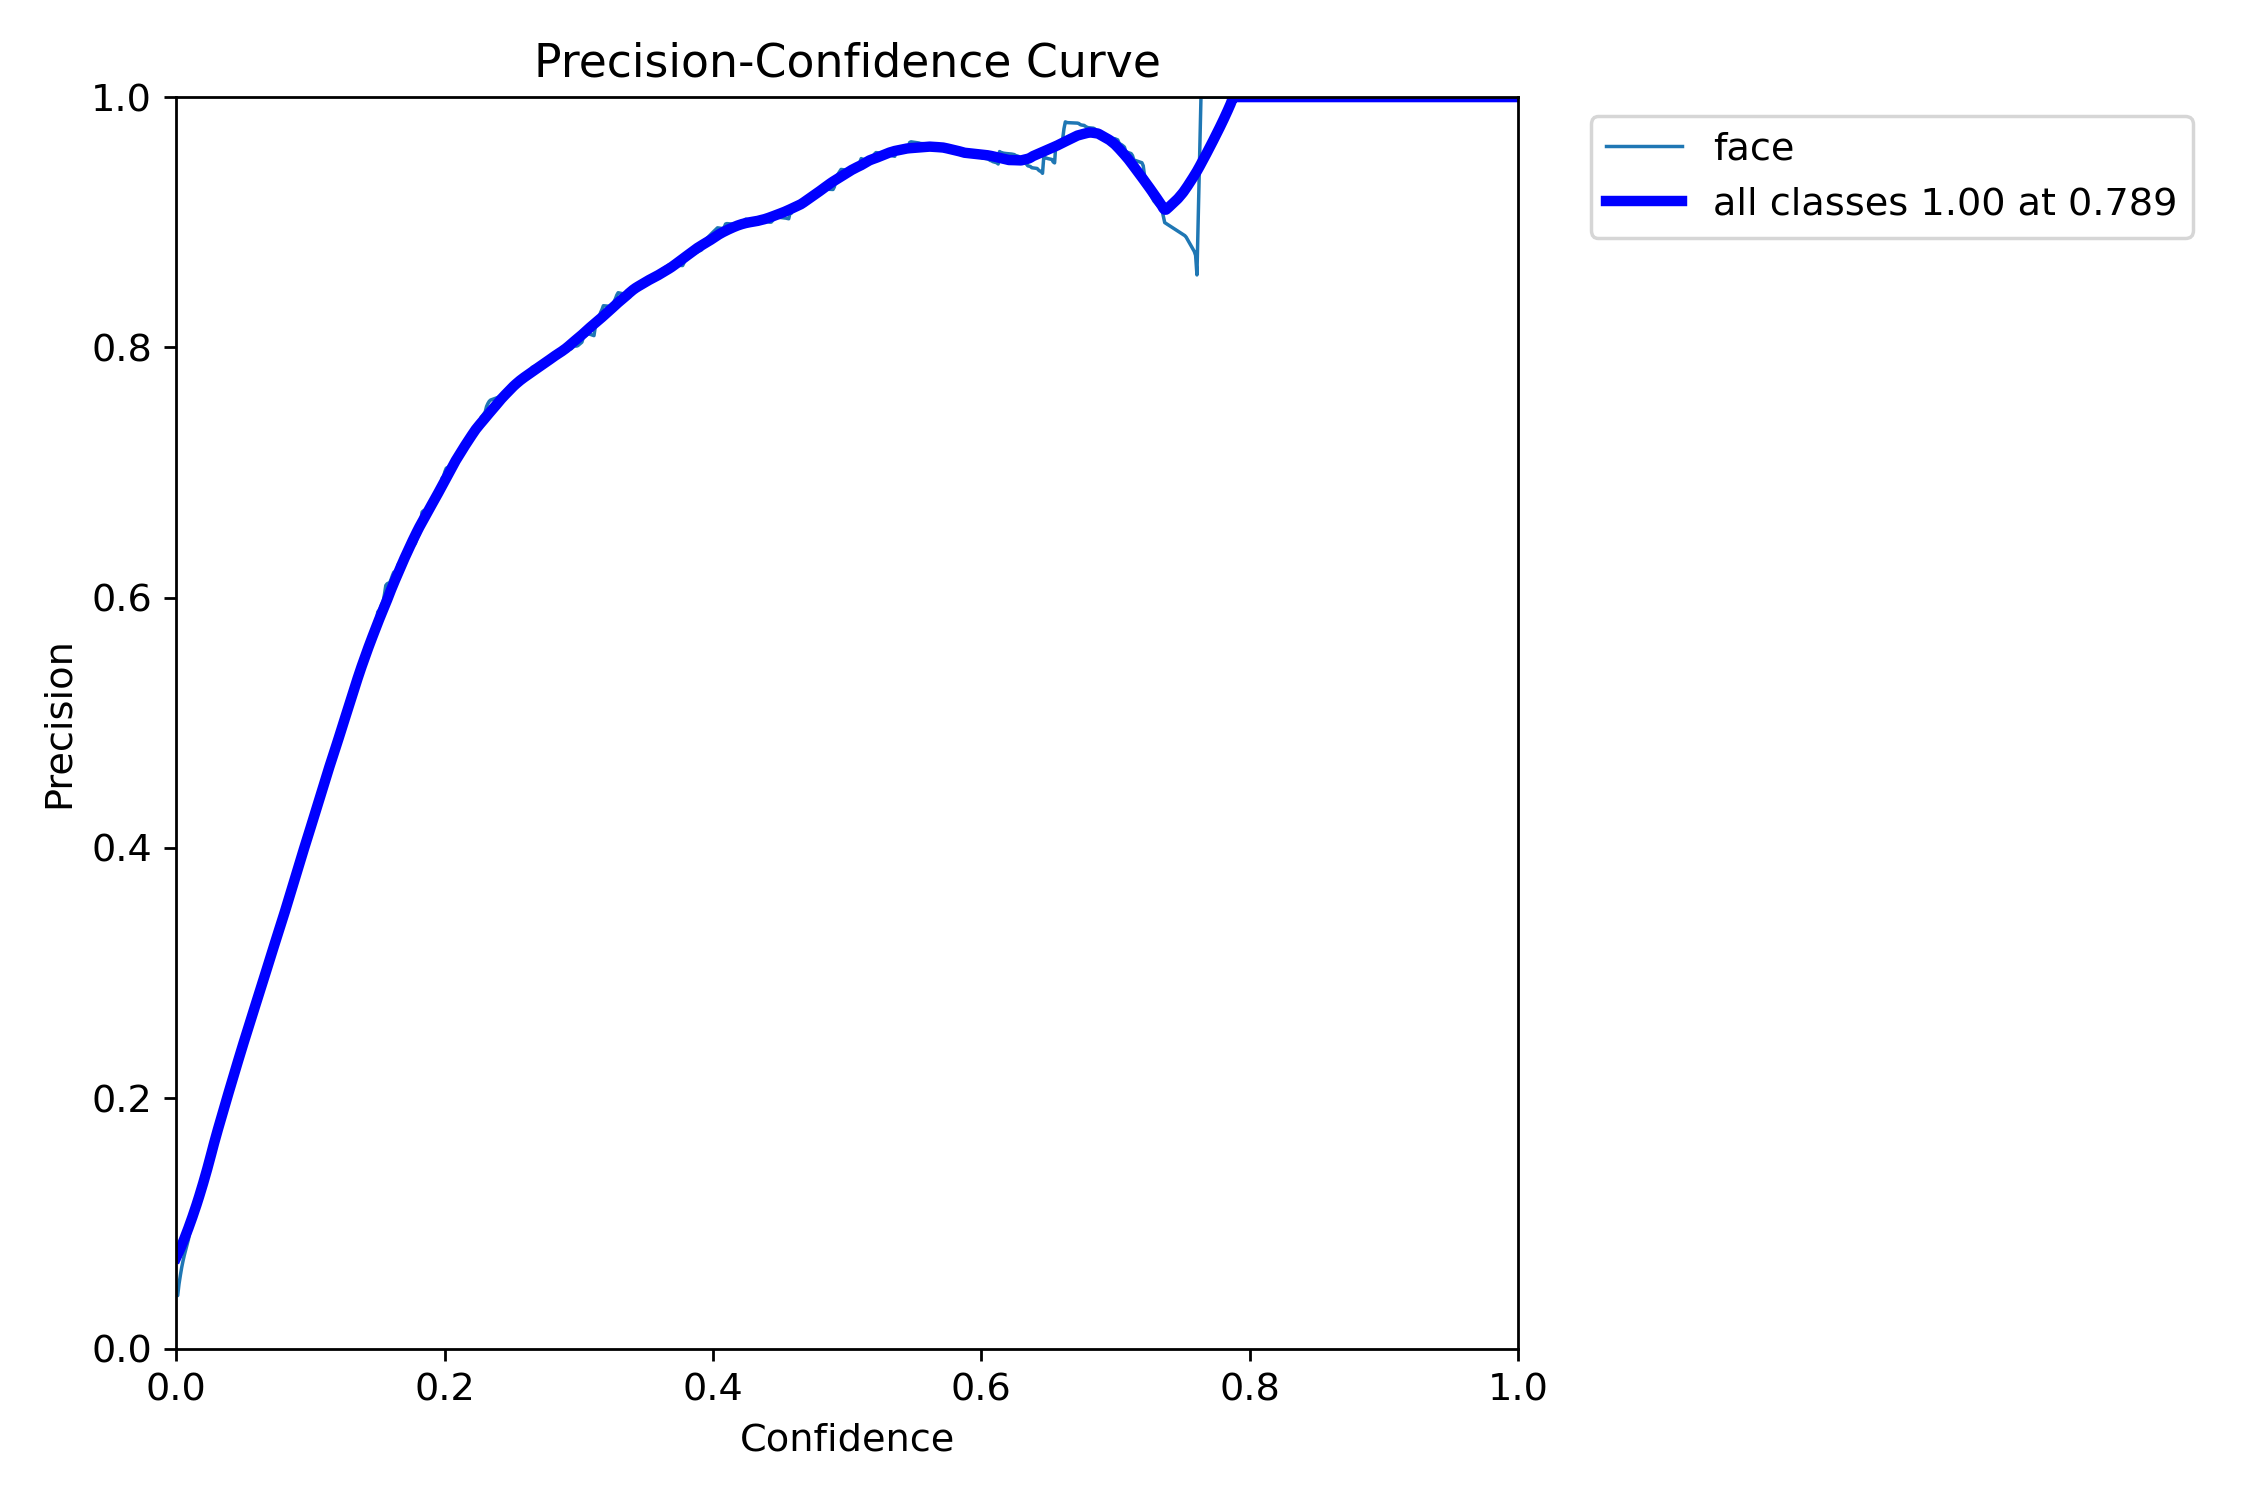 Precision-Confidence Curve
1.0
0.8
0.6
0.4
0.2
0.0
Precision
0.0 0.2 0.4 0.6 0.8 1.0
Confidence
face
all classes 1.00 at 0.789